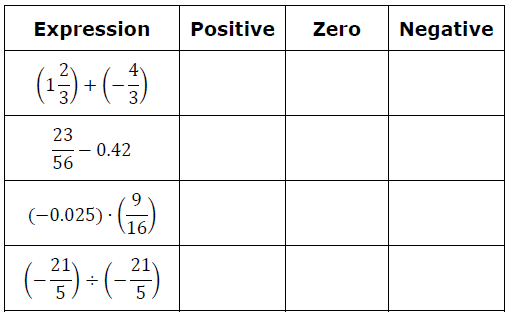 Expression Positive Zero Negative
(1 2/3) + (−4/3)
23/56 − 0.42
(−0.025) · (9/16)
(−21/5) ÷ (−21/5)